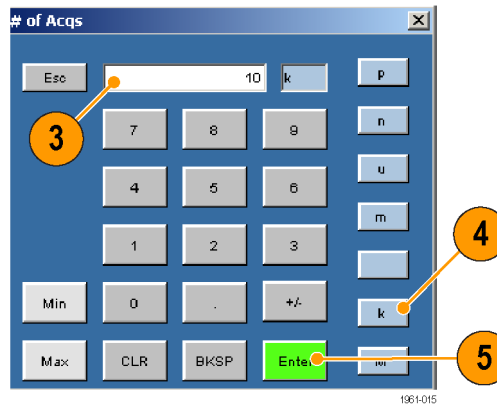 # of Acqs
Esc 10 k p
3
7 8 9 n
4 5 6 u
m
1 2 3
4
Min 0 . +/- k
Max CLR BKSP Enter
5
1961-015